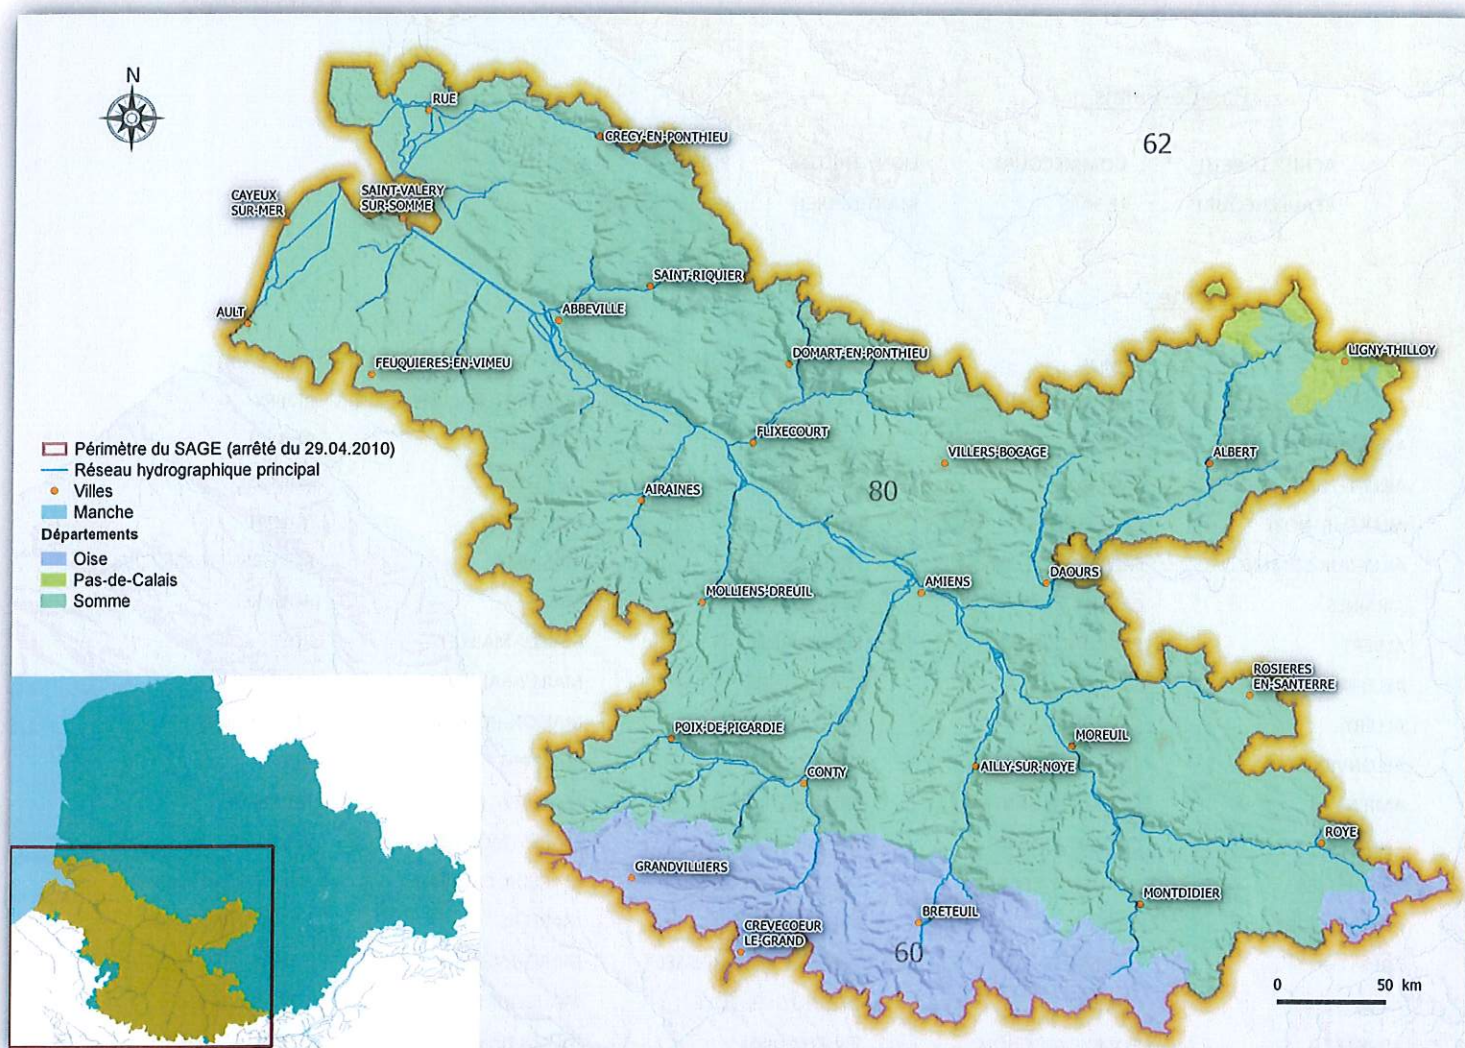 N
62
RUE
CRECY-EN-PONTHIEU
CAYEUX
SUR-MER
SAINT-VALERY
SUR-SOMME
SAINT-RIQUIER
AULT
ABBEVILLE
FEUQUIERES-EN-VIMEU
DOMART-EN-PONTHIEU
LIGNY-THILLOY
FLIXECOURT
VILLERS-BOCAGE
ALBERT
AIRAINES
80
MOLLIENS-DREUIL
AMIENS
DAOURS
ROSIERES
EN-SANTERRE
POIX-DE-PICARDIE
MOREUIL
CONTY
AILLY-SUR-NOYE
ROYE
GRANDVILLIERS
MONTDIDIER
BRETEUIL
CREVECOEUR
LE-GRAND
60
Périmètre du SAGE (arrêté du 29.04.2010)
Réseau hydrographique principal
Villes
Manche
Départements
Oise
Pas-de-Calais
Somme
0 50 km